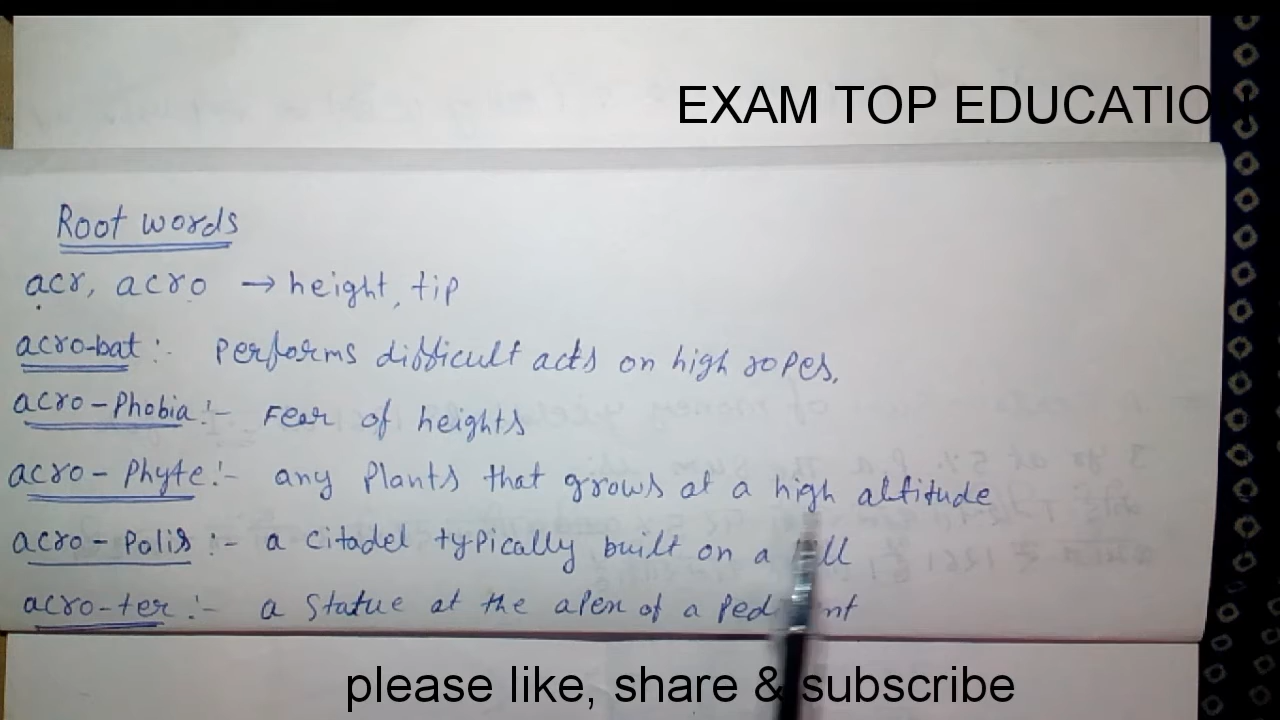 EXAM TOP EDUCATION
Root words
acr, acro → height, tip
acro-bat :- Performs difficult acts on high ropes.
acro-Phobia :- Fear of heights
acro-Phyte :- any Plants that grows at a high altitude
acro-Polis :- a citadel typically built on a
acro-ter :- a statue at the apex of a
please like, share & subscribe